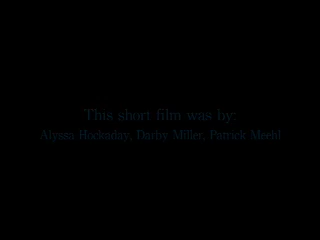 This short film was by:
Alyssa Hockaday, Darby Miller, Patrick Meehl